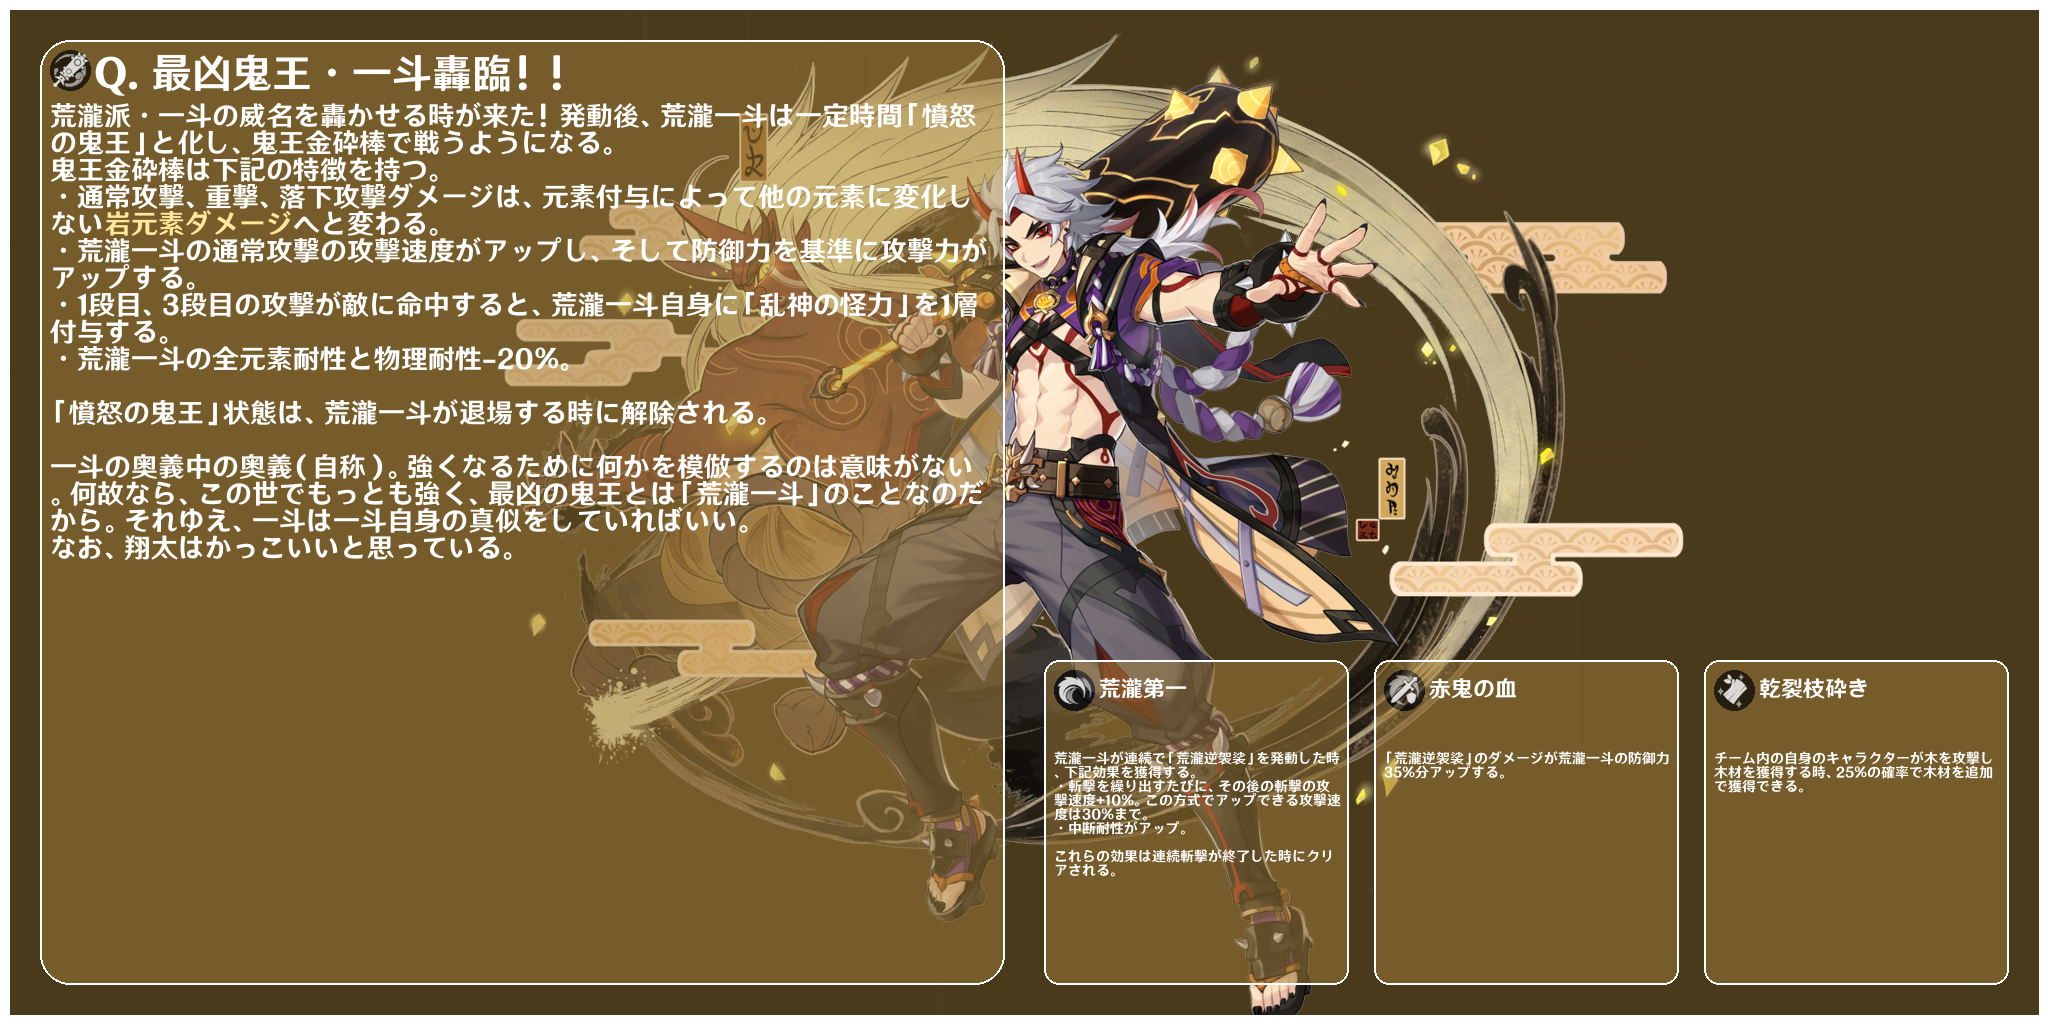 Q. 最凶鬼王・一斗轟臨！！
荒瀧派・一斗の威名を轟かせる時が来た！発動後、荒瀧一斗は一定時間「憤怒
の鬼王」と化し、鬼王金砕棒で戦うようになる。
鬼王金砕棒は下記の特徴を持つ。
・通常攻撃、重撃、落下攻撃ダメージは、元素付与によって他の元素に変化し
ない岩元素ダメージへと変わる。
・荒瀧一斗の通常攻撃の攻撃速度がアップし、そして防御力を基準に攻撃力が
アップする。
・1段目、3段目の攻撃が敵に命中すると、荒瀧一斗自身に「乱神の怪力」を1層
付与する。
・荒瀧一斗の全元素耐性と物理耐性-20%。
「憤怒の鬼王」状態は、荒瀧一斗が退場する時に解除される。
一斗の奥義中の奥義(自称)。強くなるために何かを模倣するのは意味がない
。何故なら、この世でもっとも強く、最凶の鬼王とは「荒瀧一斗」のことなのだ
から。それゆえ、一斗は一斗自身の真似をしていればいい。
なお、翔太はかっこいいと思っている。
荒瀧第一
荒瀧一斗が連続で「荒瀧逆袈裟」を発動した時
、下記効果を獲得する。
・斬撃を繰り出すたびに、その後の斬撃の攻
撃速度+10%。この方式でアップできる攻撃速
度は30%まで。
・中断耐性がアップ。
これらの効果は連続斬撃が終了した時にクリ
アされる。
赤鬼の血
「荒瀧逆袈裟」のダメージが荒瀧一斗の防御力
35%分アップする。
乾裂枝砕き
チーム内の自身のキャラクターが木を攻撃し
木材を獲得する時、25%の確率で木材を追加
で獲得できる。